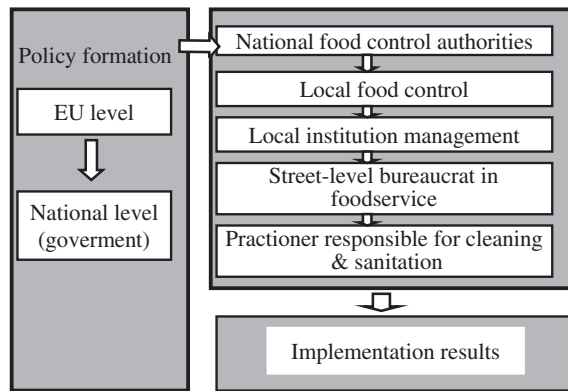 Policy formation
EU level
National level
(goverment)
National food control authorities
Local food control
Local institution management
Street-level bureaucrat in
foodservice
Practioner responsible for cleaning
& sanitation
Implementation results